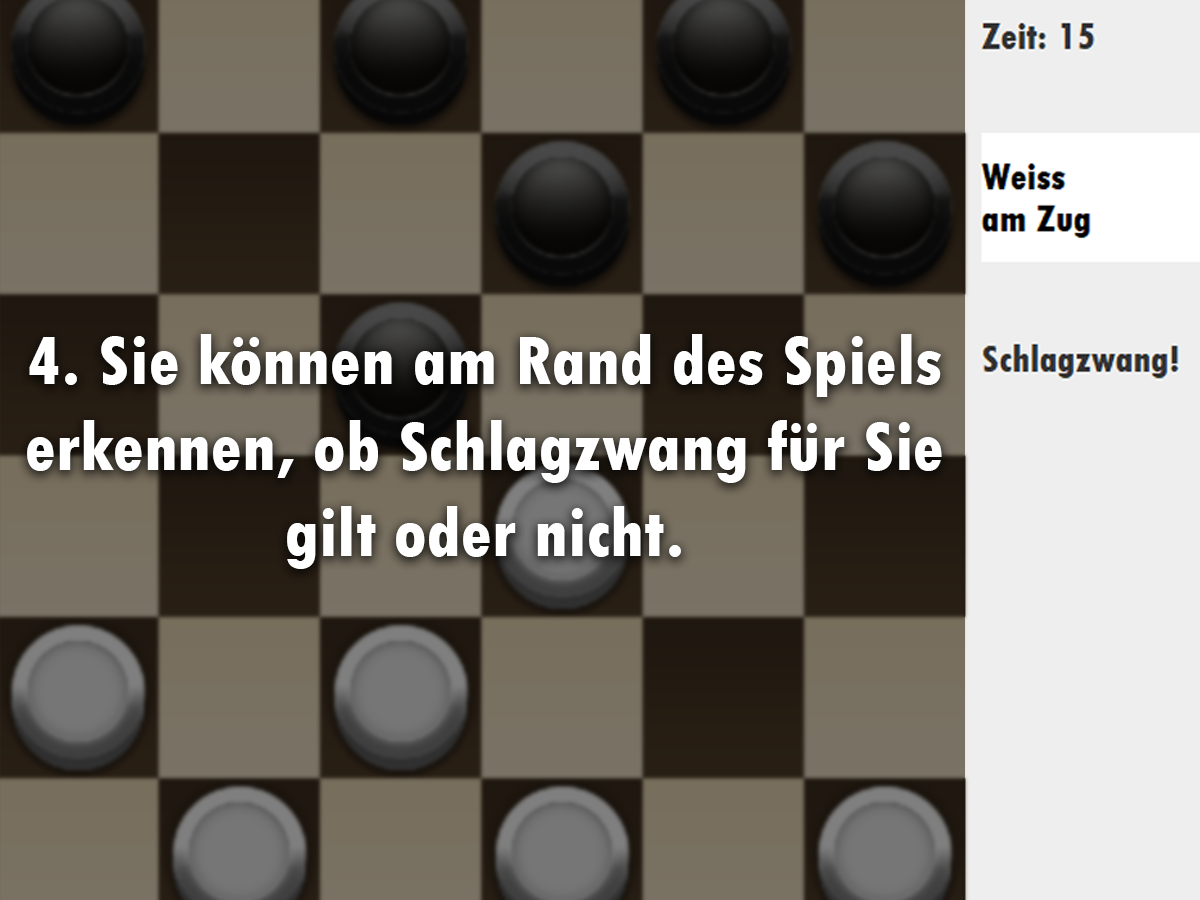 Zeit: 15
Weiss
am Zug
Schlagzwang!
4. Sie können am Rand des Spiels
erkennen, ob Schlagzwang für Sie
gilt oder nicht.